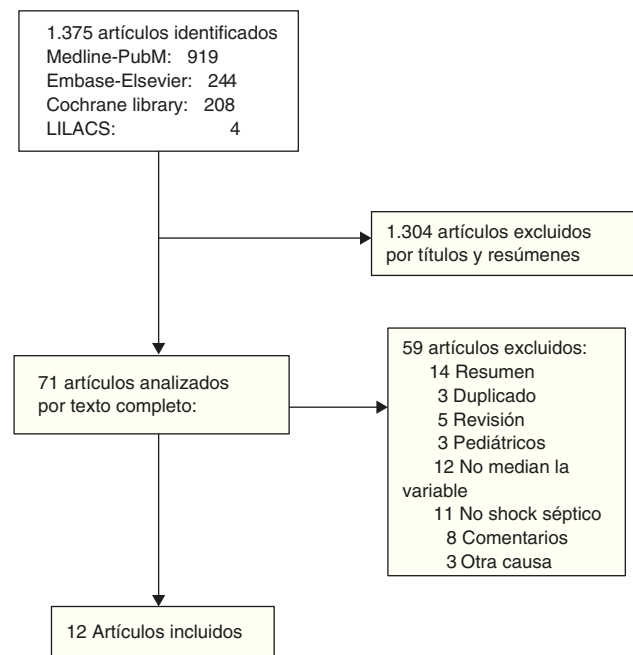 1.375 artículos identificados
Medline-PubM: 919
Embase-Elsevier: 244
Cochrane library: 208
LILACS: 4
1.304 artículos excluidos
por títulos y resúmenes
71 artículos analizados
por texto completo:
59 artículos excluidos:
14 Resumen
3 Duplicado
5 Revisión
3 Pediátricos
12 No median la
variable
11 No shock séptico
8 Comentarios
3 Otra causa
12 Artículos incluidos